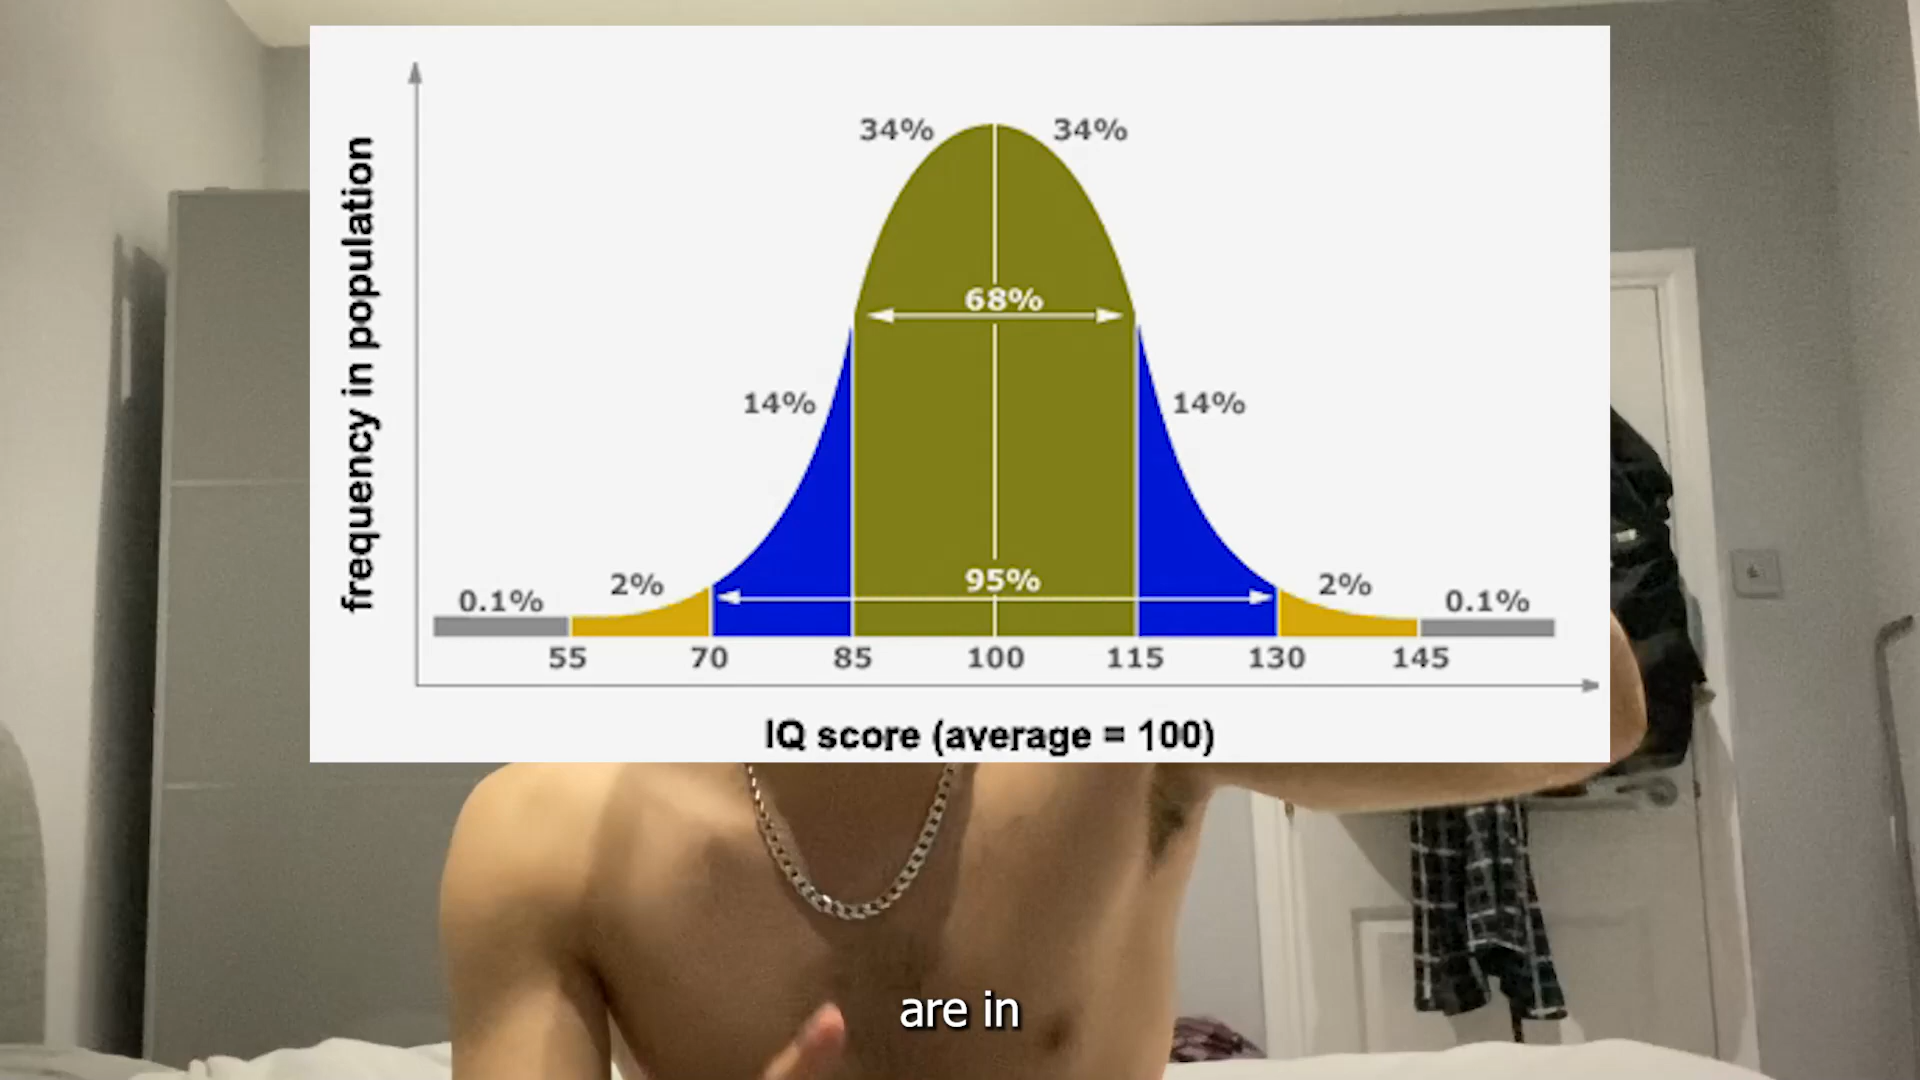 frequency in population
34% 34%
68%
14% 14%
95%
2% 2%
0.1% 0.1%
55 70 85 100 115 130 145
IQ score (average = 100)
are in